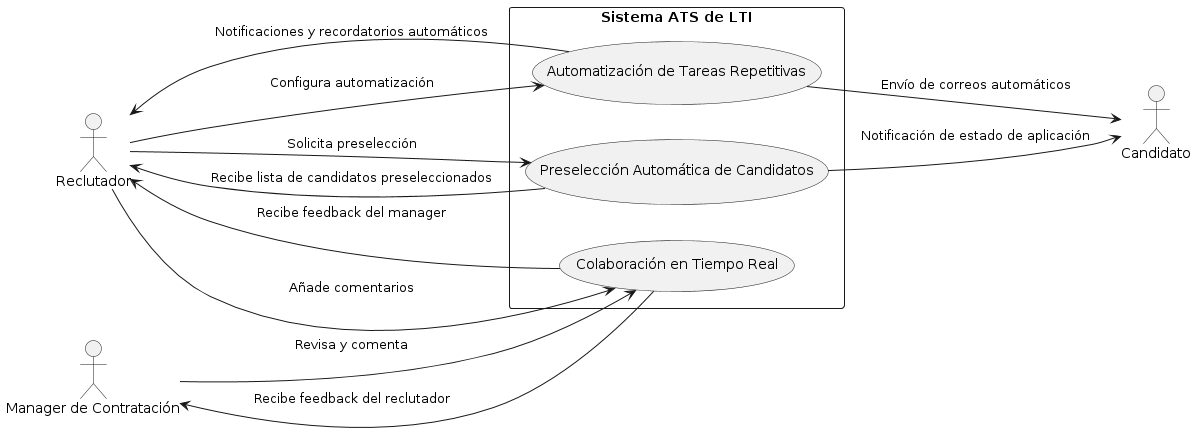 Sistema ATS de LTI
Notificaciones y recordatorios automáticos
Automatización de Tareas Repetitivas
Configura automatización
Envío de correos automáticos
Notificación de estado de aplicación
Candidato
Solicita preselección
Preselección Automática de Candidatos
Reclutador
Recibe lista de candidatos preseleccionados
Recibe feedback del manager
Colaboración en Tiempo Real
Añade comentarios
Revisa y comenta
Manager de Contratación
Recibe feedback del reclutador